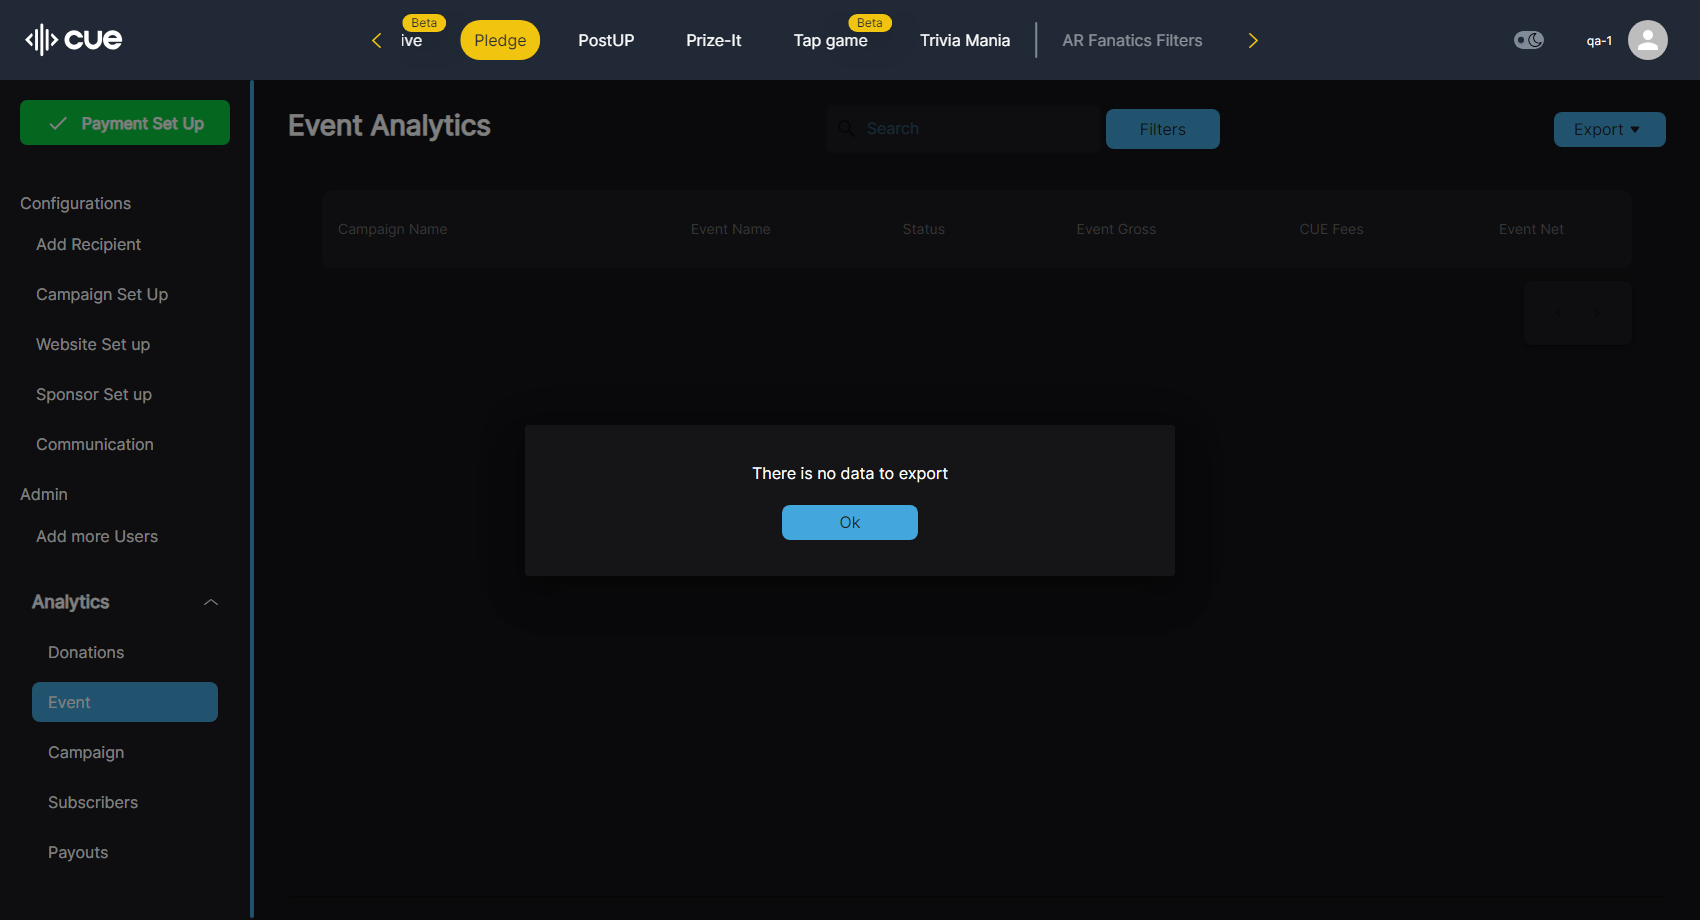 cue
Beta
ive
Pledge
PostUP
Prize-It
Beta
Tap game
Trivia Mania
AR Fanatics Filters
qa-1
Payment Set Up
Configurations
Add Recipient
Campaign Set Up
Website Set up
Sponsor Set up
Communication
Admin
Add more Users
Analytics
Donations
Event
Campaign
Subscribers
Payouts
Event Analytics
Search
Filters
Export
Campaign Name
Event Name
Status
Event Gross
CUE Fees
Event Net
There is no data to export
Ok